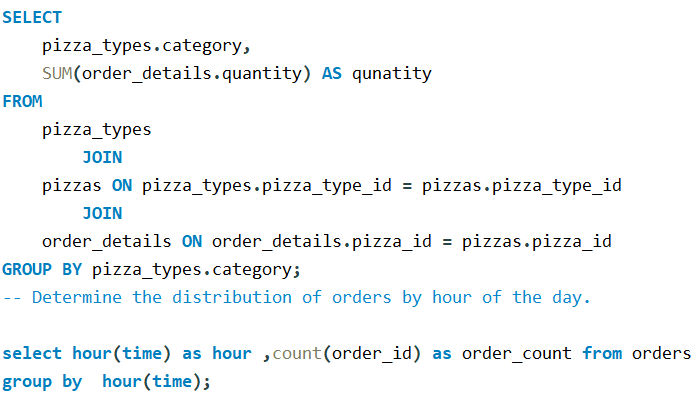 SELECT
pizza_types.category,
SUM(order_details.quantity) AS qunatity
FROM
pizza_types
JOIN
pizzas ON pizza_types.pizza_type_id = pizzas.pizza_type_id
JOIN
order_details ON order_details.pizza_id = pizzas.pizza_id
GROUP BY pizza_types.category;
-- Determine the distribution of orders by hour of the day.
select hour(time) as hour ,count(order_id) as order_count from orders
group by  hour(time);